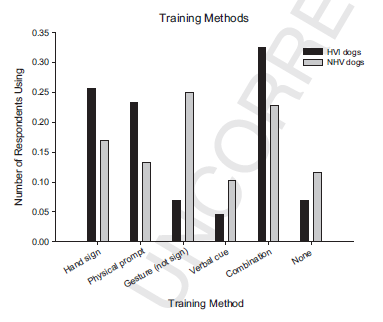 Training Methods
0.35
0.30
0.25
0.20
0.15
0.10
0.05
0.00
Number of Respondents Using
HVI dogs
NHV dogs
Hand sign
Physical prompt
Gesture (not sign)
Verbal cue
Combination
None
Training Method
UNCORRE